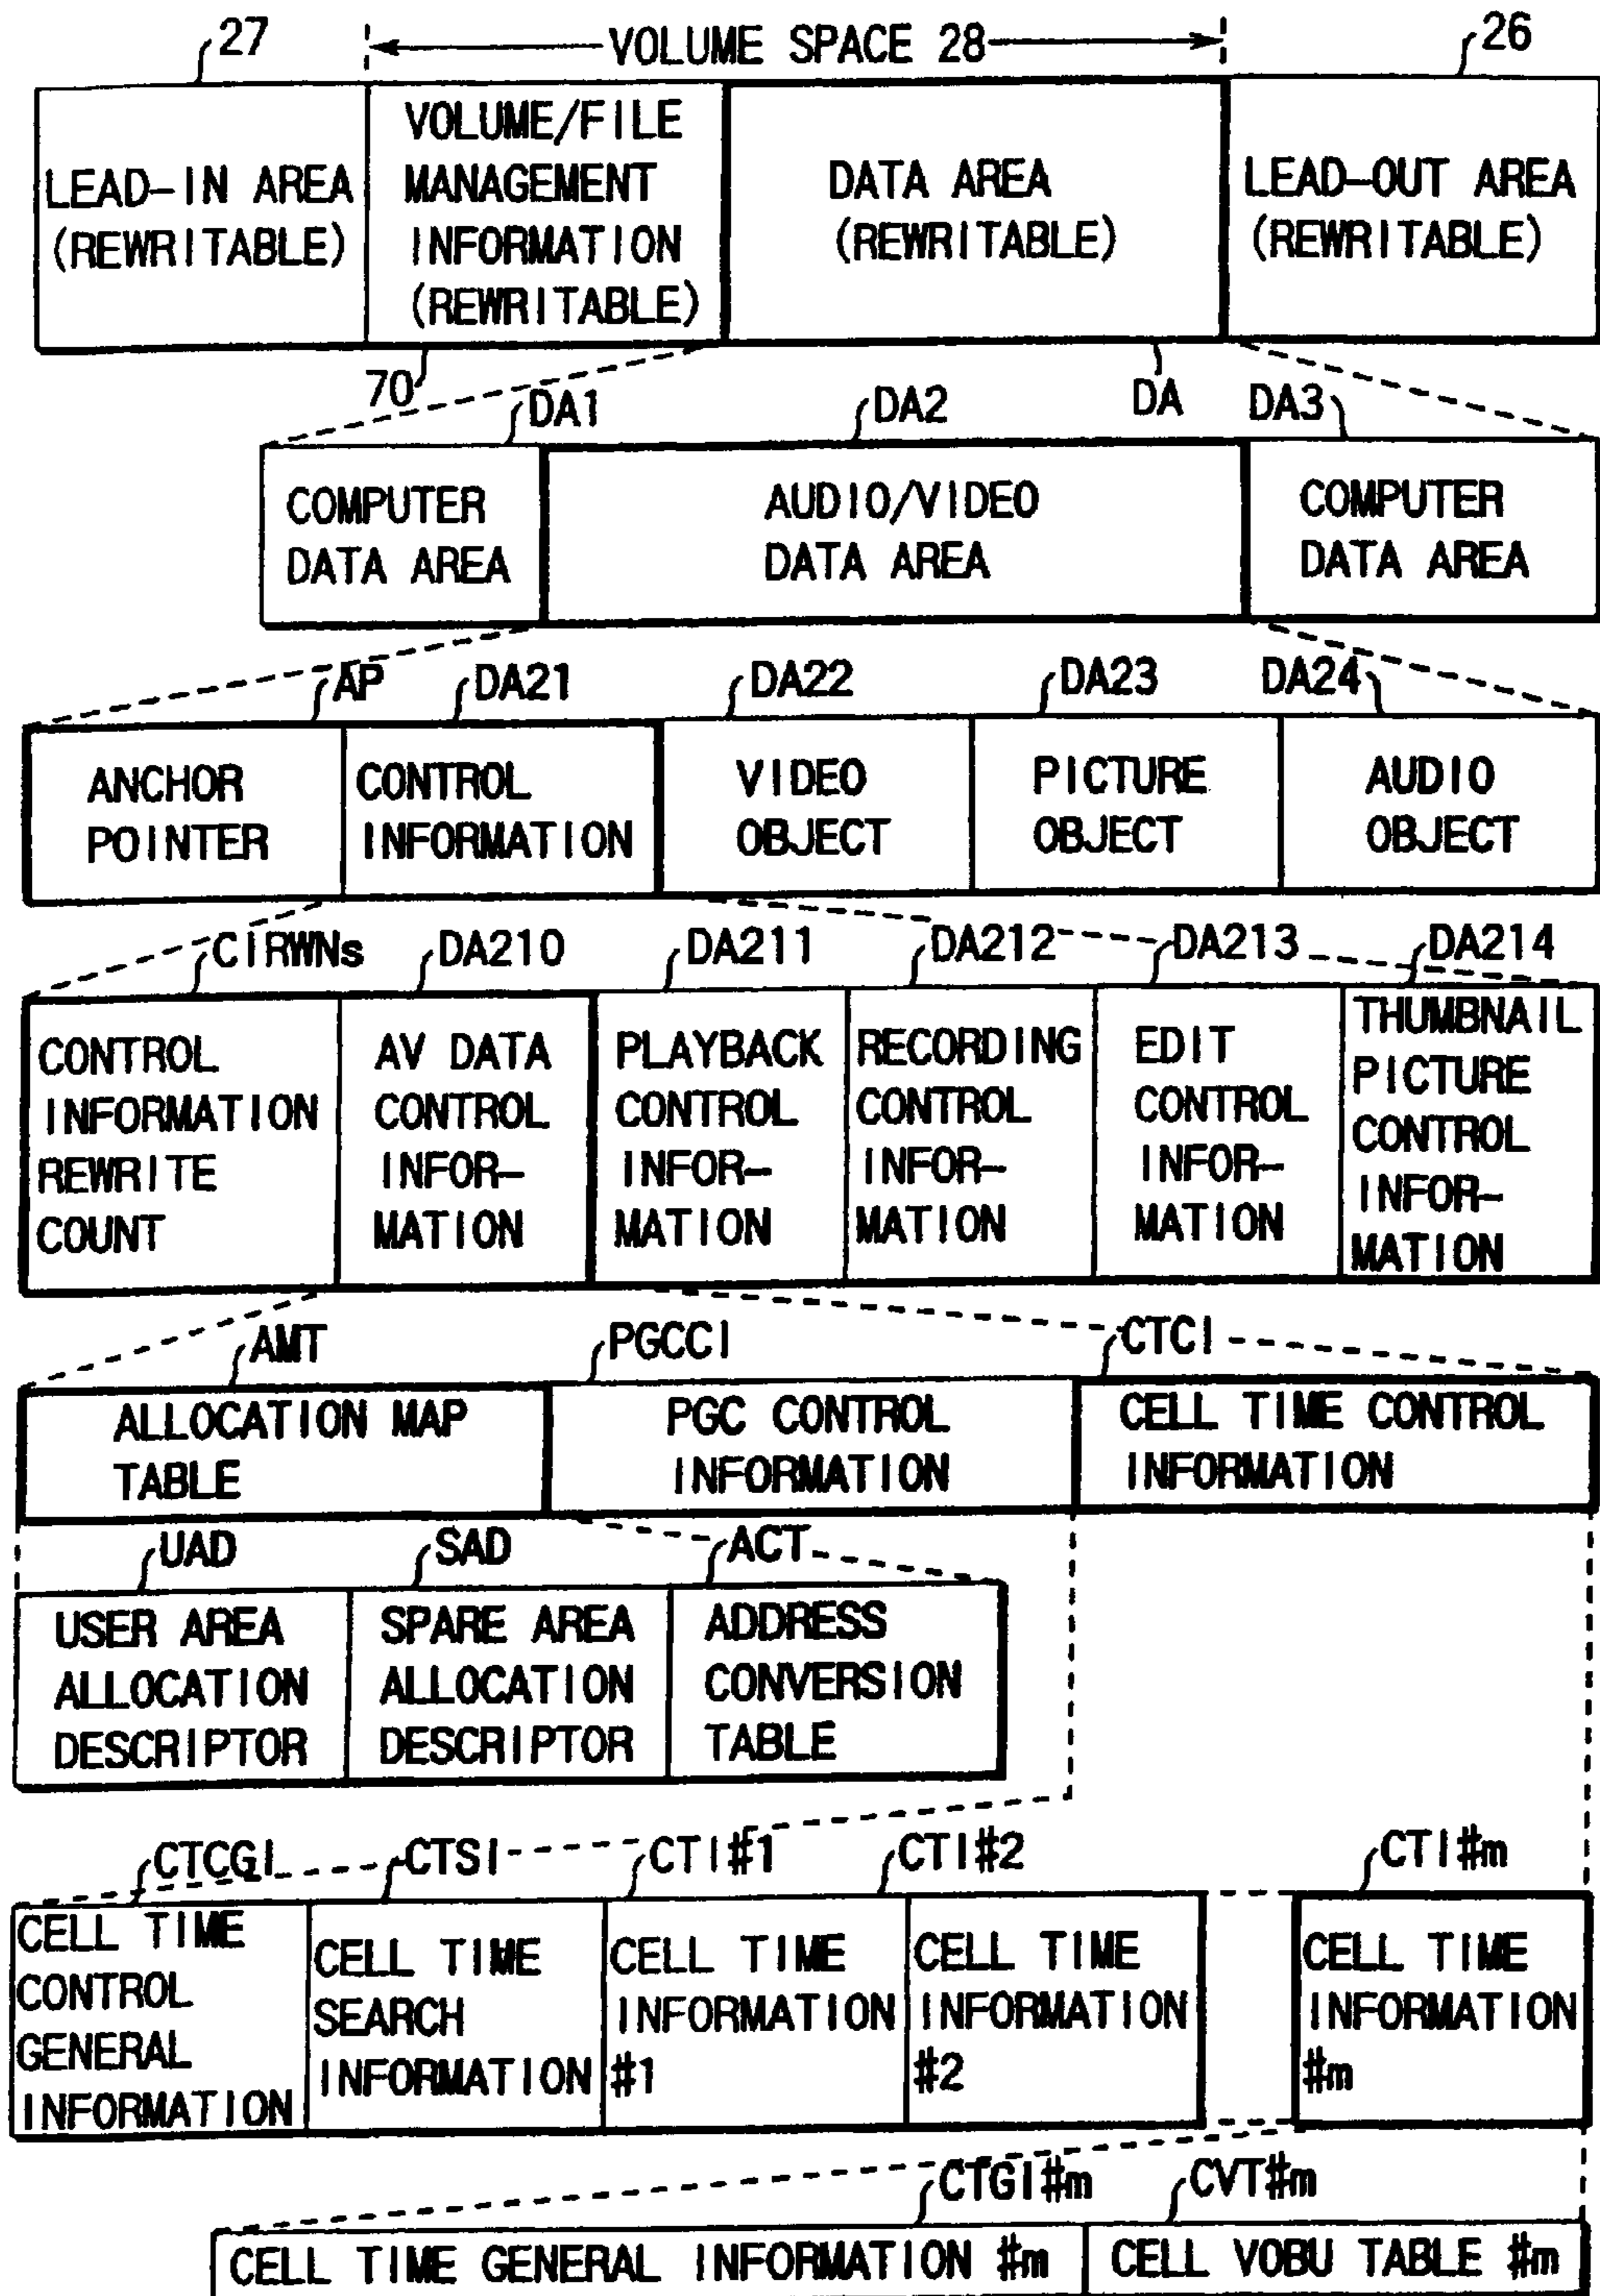 27
VOLUME SPACE 28
26
LEAD-IN AREA
(REWRITABLE)
VOLUME/FILE
MANAGEMENT
INFORMATION
(REWRITABLE)
DATA AREA
(REWRITABLE)
LEAD-OUT AREA
(REWRITABLE)
70
DA1
DA2
DA
DA3
COMPUTER
DATA AREA
AUDIO/VIDEO
DATA AREA
COMPUTER
DATA AREA
AP
DA21
DA22
DA23
DA24
ANCHOR
POINTER
CONTROL
INFORMATION
VIDEO
OBJECT
PICTURE
OBJECT
AUDIO
OBJECT
CIRWNs
DA210
DA211
DA212
DA213
DA214
CONTROL
INFORMATION
REWRITE
COUNT
AV DATA
CONTROL
INFOR-
MATION
PLAYBACK
CONTROL
INFOR-
MATION
RECORDING
CONTROL
INFOR-
MATION
EDIT
CONTROL
INFOR-
MATION
THUMBNAIL
PICTURE
CONTROL
INFOR-
MATION
AMT
PGCCI
CTCI
ALLOCATION MAP
TABLE
PGC CONTROL
INFORMATION
CELL TIME CONTROL
INFORMATION
UAD
SAD
ACT
USER AREA
ALLOCATION
DESCRIPTOR
SPARE AREA
ALLOCATION
DESCRIPTOR
ADDRESS
CONVERSION
TABLE
CTCGI
CTSI
CTI#1
CTI#2
CTI#m
CELL TIME
CONTROL
GENERAL
INFORMATION
CELL TIME
SEARCH
INFORMATION
CELL TIME
INFORMATION
#1
CELL TIME
INFORMATION
#2
CELL TIME
INFORMATION
#m
CTGI#m
CVT#m
CELL TIME GENERAL INFORMATION #m
CELL VOBU TABLE #m